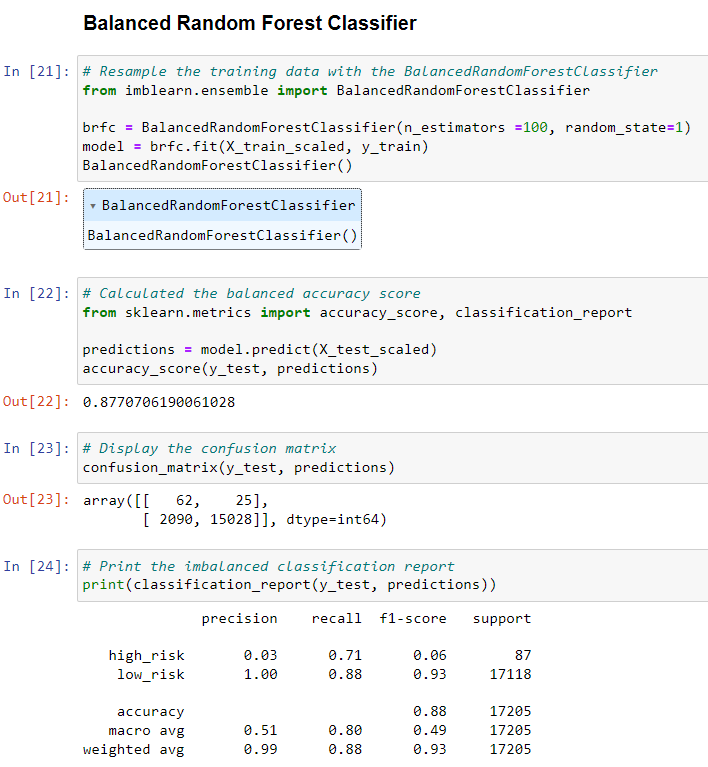 Balanced Random Forest Classifier
In [21]: # Resample the training data with the BalancedRandomForestClassifier
from imblearn.ensemble import BalancedRandomForestClassifier
brfc = BalancedRandomForestClassifier(n_estimators =100, random_state=1)
model = brfc.fit(X_train_scaled, y_train)
BalancedRandomForestClassifier()
Out[21]: ▾ BalancedRandomForestClassifier
BalancedRandomForestClassifier()
In [22]: # Calculated the balanced accuracy score
from sklearn.metrics import accuracy_score, classification_report
predictions = model.predict(X_test_scaled)
accuracy_score(y_test, predictions)
Out[22]: 0.8770706190061028
In [23]: # Display the confusion matrix
confusion_matrix(y_test, predictions)
Out[23]: array([[   62,    25],
       [ 2090, 15028]], dtype=int64)
In [24]: # Print the imbalanced classification report
print(classification_report(y_test, predictions))
precision    recall  f1-score   support
high_risk       0.03      0.71      0.06        87
low_risk       1.00      0.88      0.93     17118
accuracy                           0.88     17205
macro avg       0.51      0.80      0.49     17205
weighted avg       0.99      0.88      0.93     17205